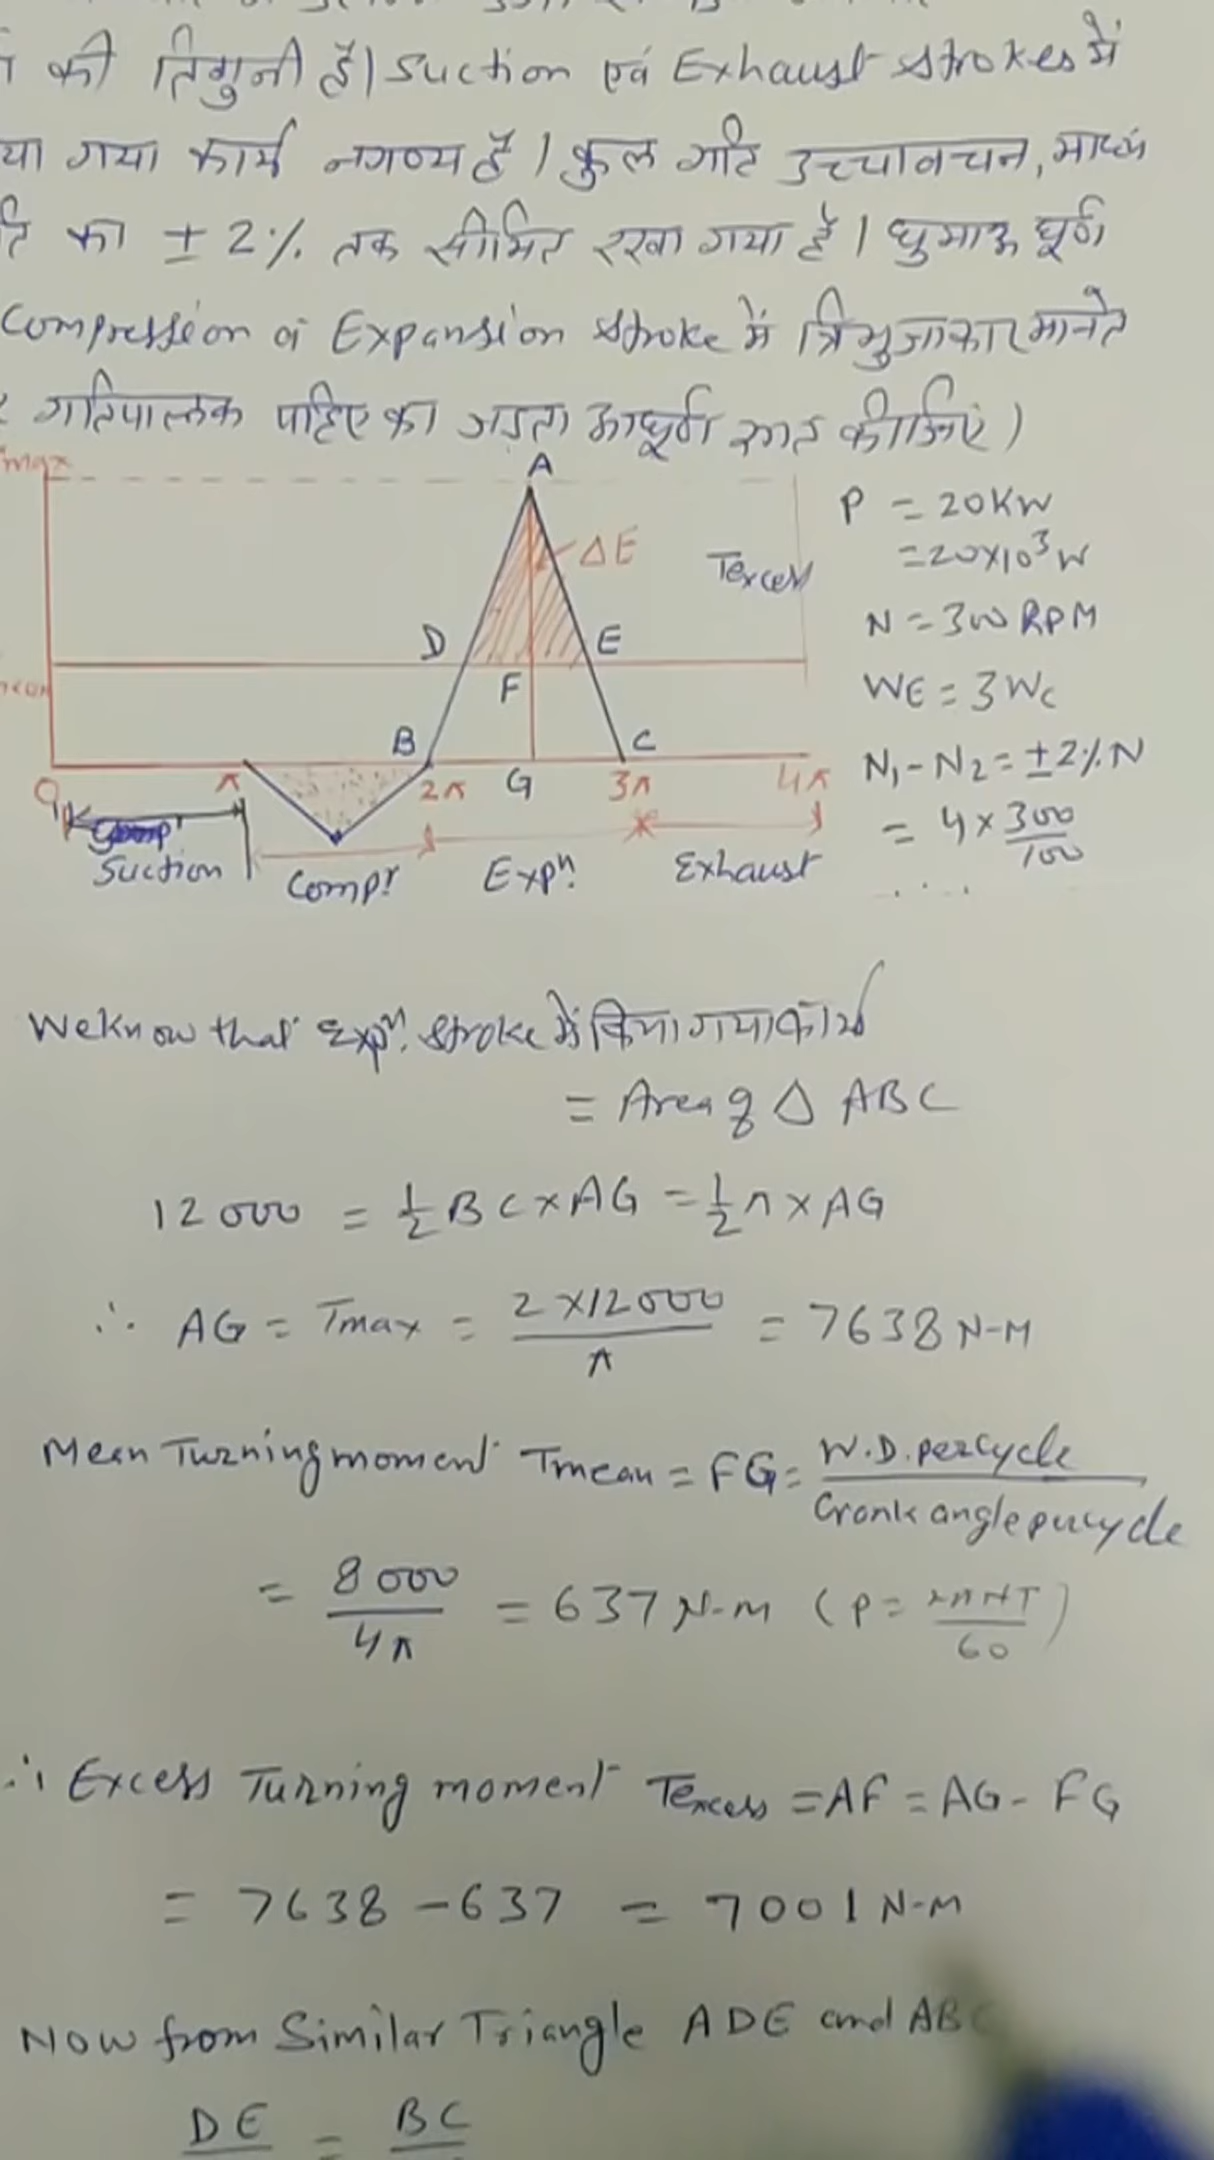 की तिगुनी है। Suction एवं Exhaust strokes में
या गया कार्य नगण्य है। कुल गति उच्चावचन, माध्य
ति का ± 2% तक सीमित रखा गया है। घुमाऊ घूर्ण
Compression व Expansion stroke में त्रिभुजाकार मानते
गतिपालक पहिए का जड़ता आघूर्ण ज्ञात कीजिए।
max
A
ΔE
Texcess
D
E
F
B
C
0
π
2π
G
3π
4π
Suction
Compr
Expn.
Exhaust
P = 20KW
= 20×10³ W
N = 300 RPM
WE = 3 Wc
N₁ - N₂ = ±2% N
= 4 × 300/100
We know that Expn. stroke में किया गया कार्य
= Area of Δ ABC
12000 = 1/2 BC × AG = 1/2 π × AG
∴ AG = Tmax = 2×12000/π = 7638 N-M
Mean Turning moment Tmean = FG = W.D. per cycle/Crank angle per cycle
= 8000/4π = 637 N-m (P = 2πNT/60)
∴ Excess Turning moment Texcess = AF = AG - FG
= 7638 - 637 = 7001 N-M
Now from Similar Triangle ADE and ABC
DE = BC